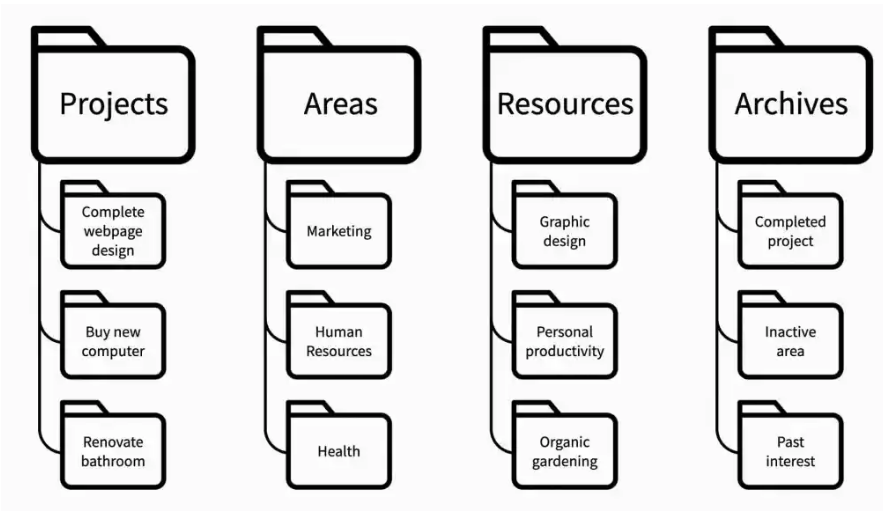 Projects
Complete
webpage
design
Buy new
computer
Renovate
bathroom
Areas
Marketing
Human
Resources
Health
Resources
Graphic
design
Personal
productivity
Organic
gardening
Archives
Completed
project
Inactive
area
Past
interest